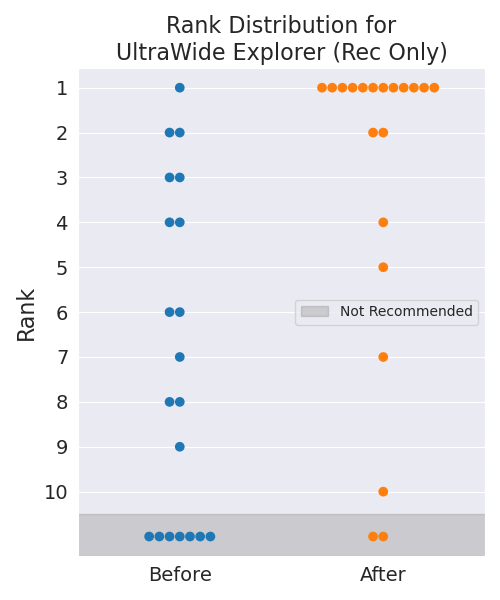 Rank Distribution for
UltraWide Explorer (Rec Only)
Rank
1
2
3
4
5
6
7
8
9
10
Not Recommended
Before
After